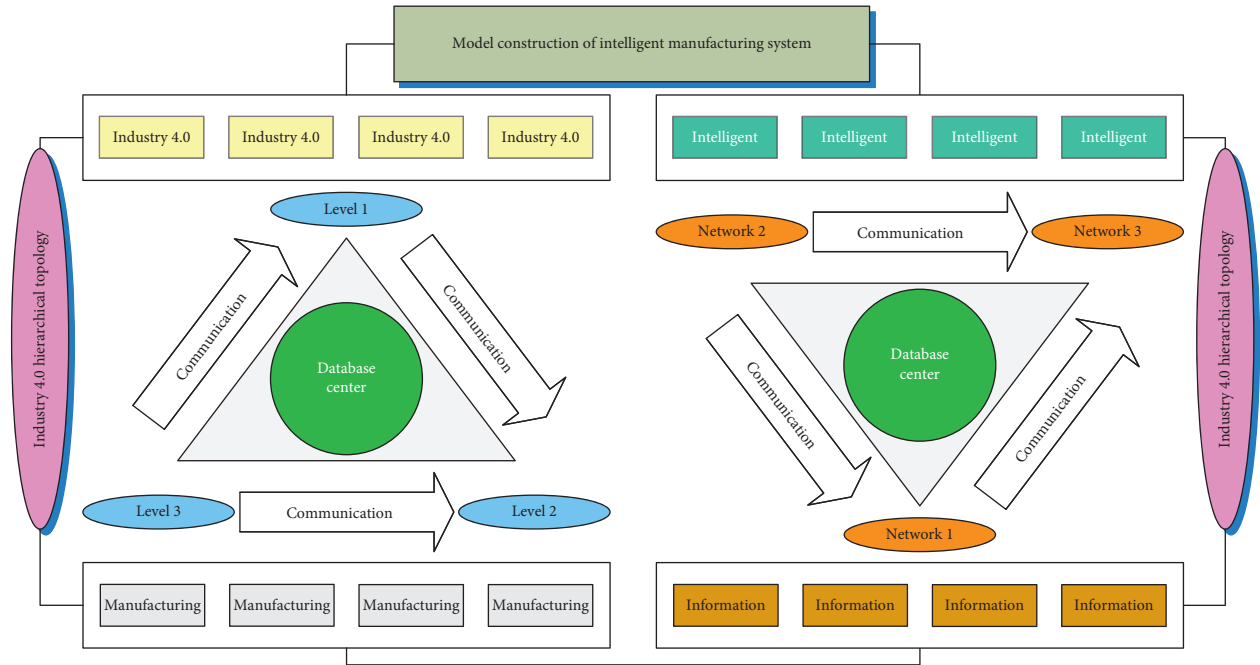 Model construction of intelligent manufacturing system
Industry 4.0
Industry 4.0
Industry 4.0
Industry 4.0
Intelligent
Intelligent
Intelligent
Intelligent
Industry 4.0 hierarchical topology
Level 1
Communication
Communication
Database
center
Level 3
Communication
Level 2
Network 2
Communication
Network 3
Communication
Database
center
Communication
Network 1
Industry 4.0 hierarchical topology
Manufacturing
Manufacturing
Manufacturing
Manufacturing
Information
Information
Information
Information